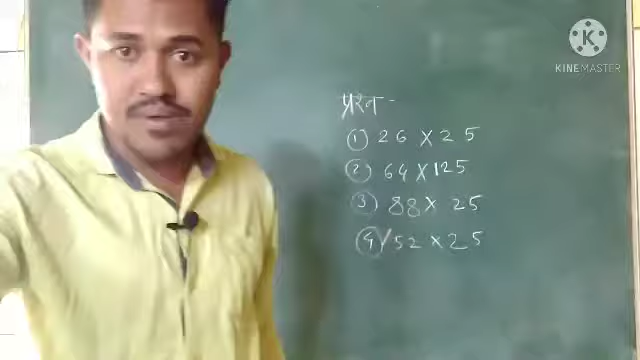 K
KINEMASTER
प्रश्न -
① 26 X 25
② 64 X 125
③ 88 X 25
④ 52 X 25